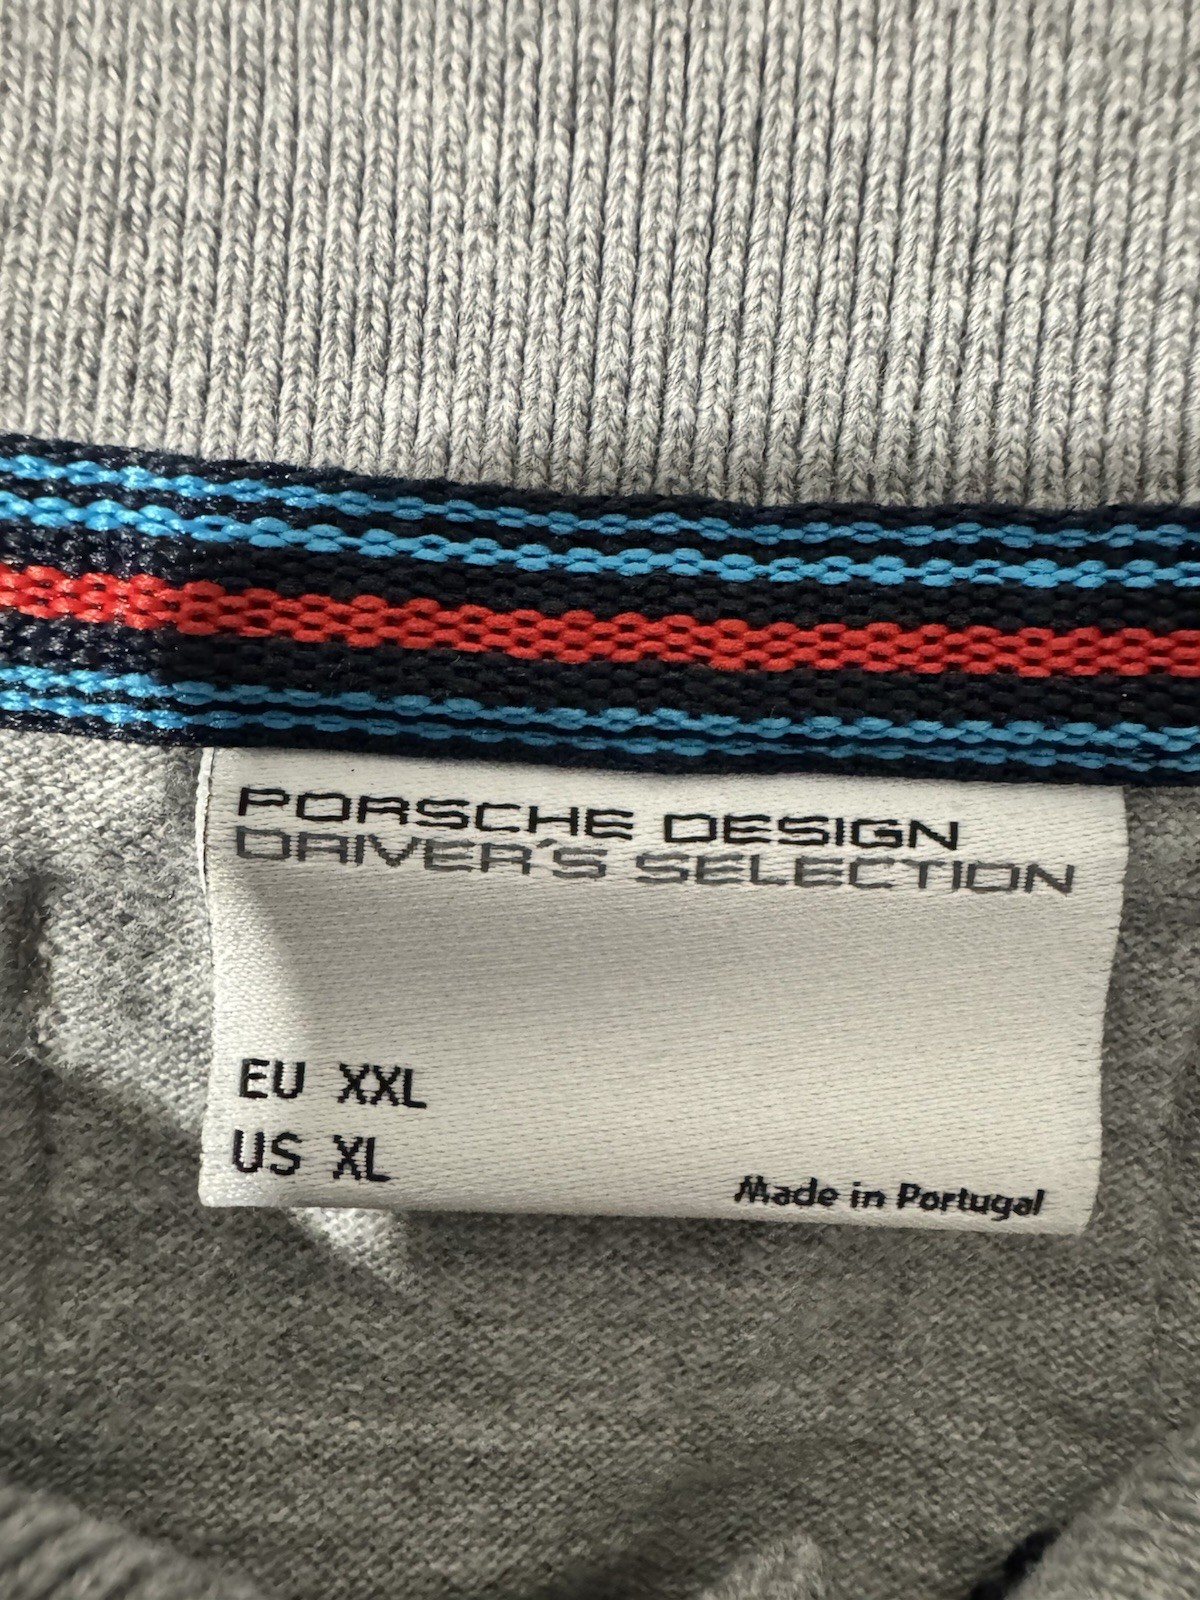 PORSCHE DESIGN
DRIVER'S SELECTION
EU XXL
US XL
Made in Portugal